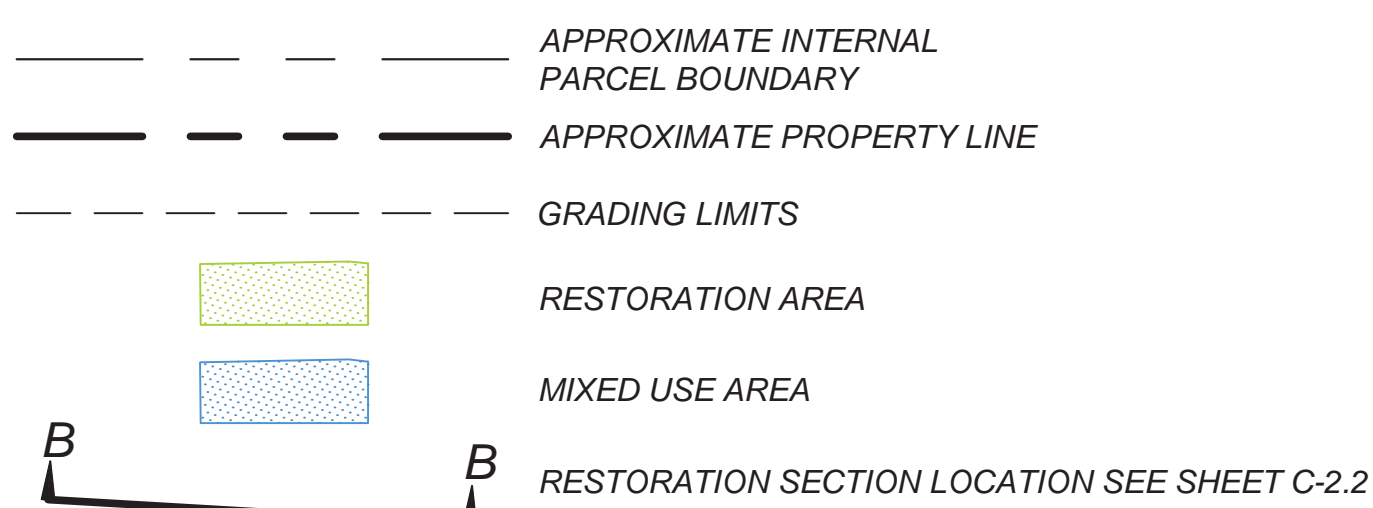 APPROXIMATE INTERNAL
PARCEL BOUNDARY
APPROXIMATE PROPERTY LINE
GRADING LIMITS
RESTORATION AREA
MIXED USE AREA
B
B
RESTORATION SECTION LOCATION SEE SHEET C-2.2